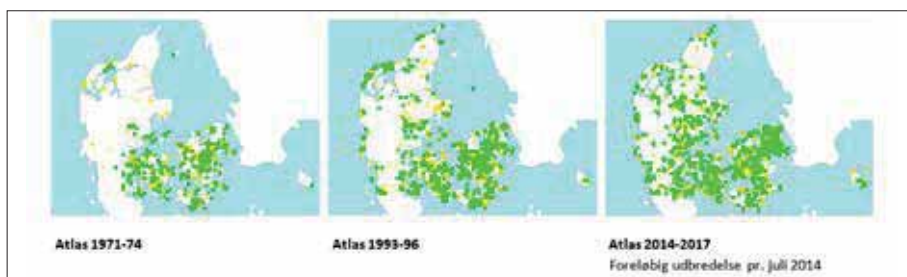 Atlas 1971-74
Atlas 1993-96
Atlas 2014-2017
Foreløbig udbredelse pr. juli 2014